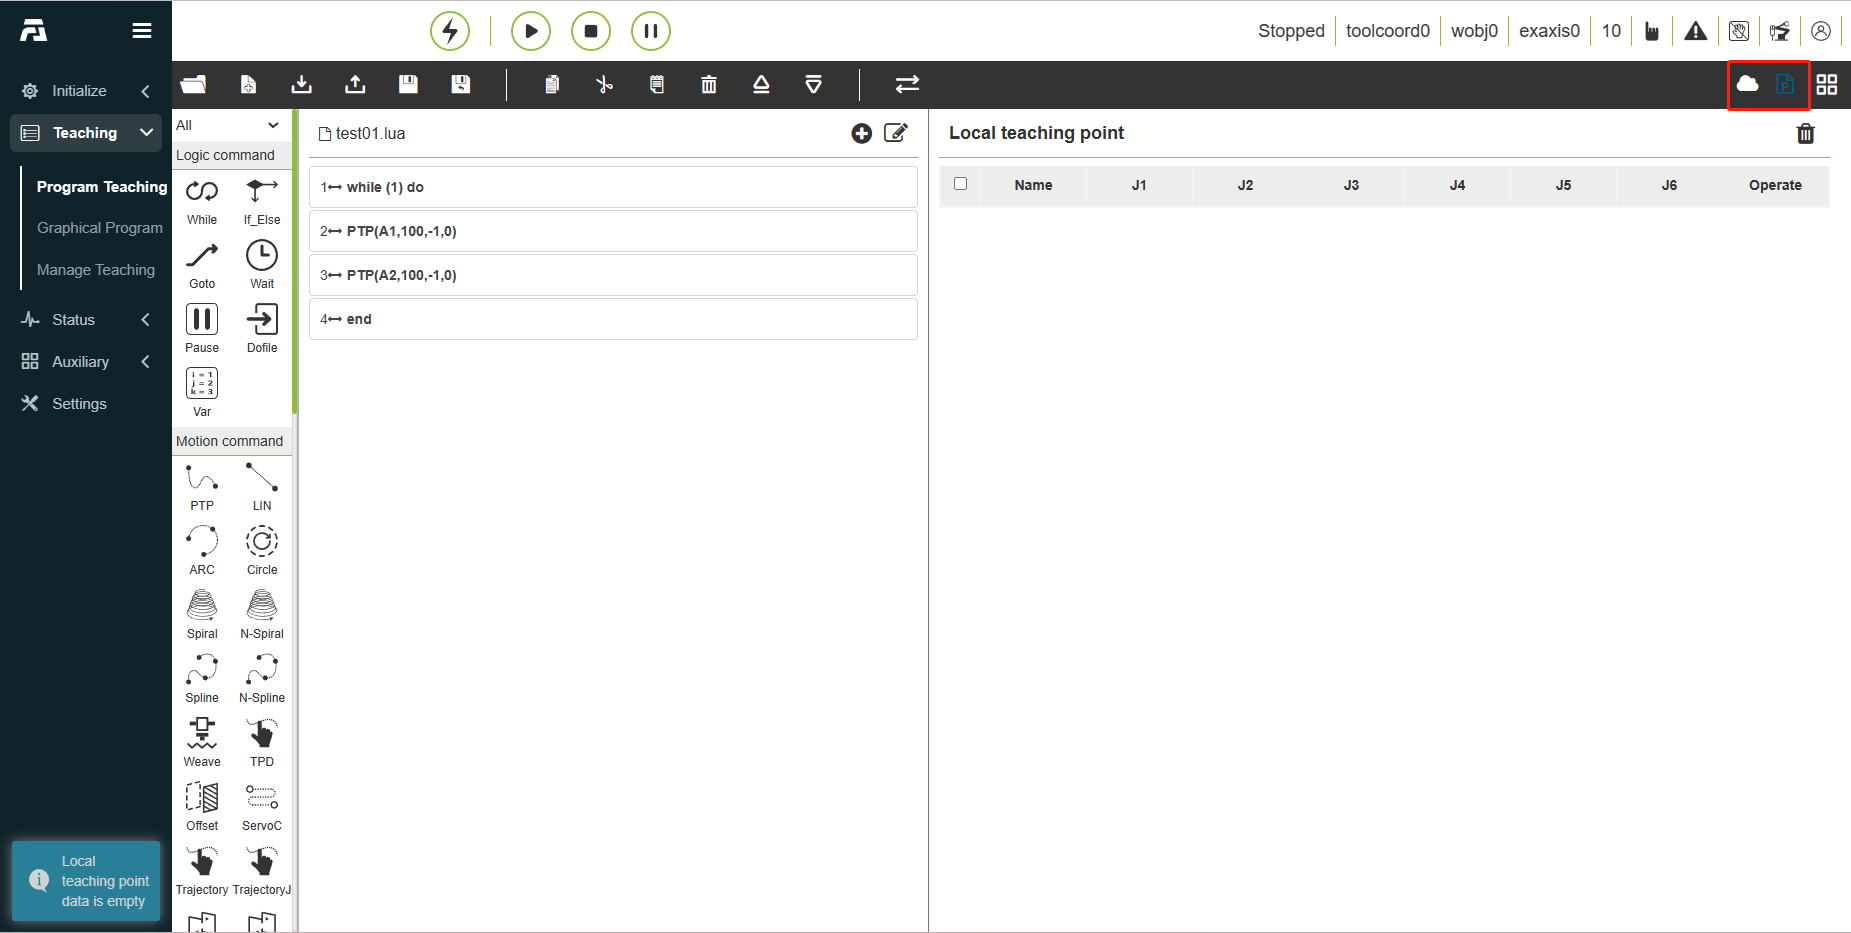 Stopped
toolcoord0
wobj0
exaxis0
10
Initialize
Teaching
Program Teaching
Graphical Program
Manage Teaching
Status
Auxiliary
Settings
Local
teaching point
data is empty
All
Logic command
While
If_Else
Goto
Wait
Pause
Dofile
i = 1
j = 2
k = 3
Var
Motion command
PTP
LIN
ARC
Circle
Spiral
N-Spiral
Spline
N-Spline
Weave
TPD
Offset
ServoC
Trajectory
TrajectoryJ
test01.lua
1 while (1) do
2 PTP(A1,100,-1,0)
3 PTP(A2,100,-1,0)
4 end
P
Local teaching point
Name J1 J2 J3 J4 J5 J6 Operate